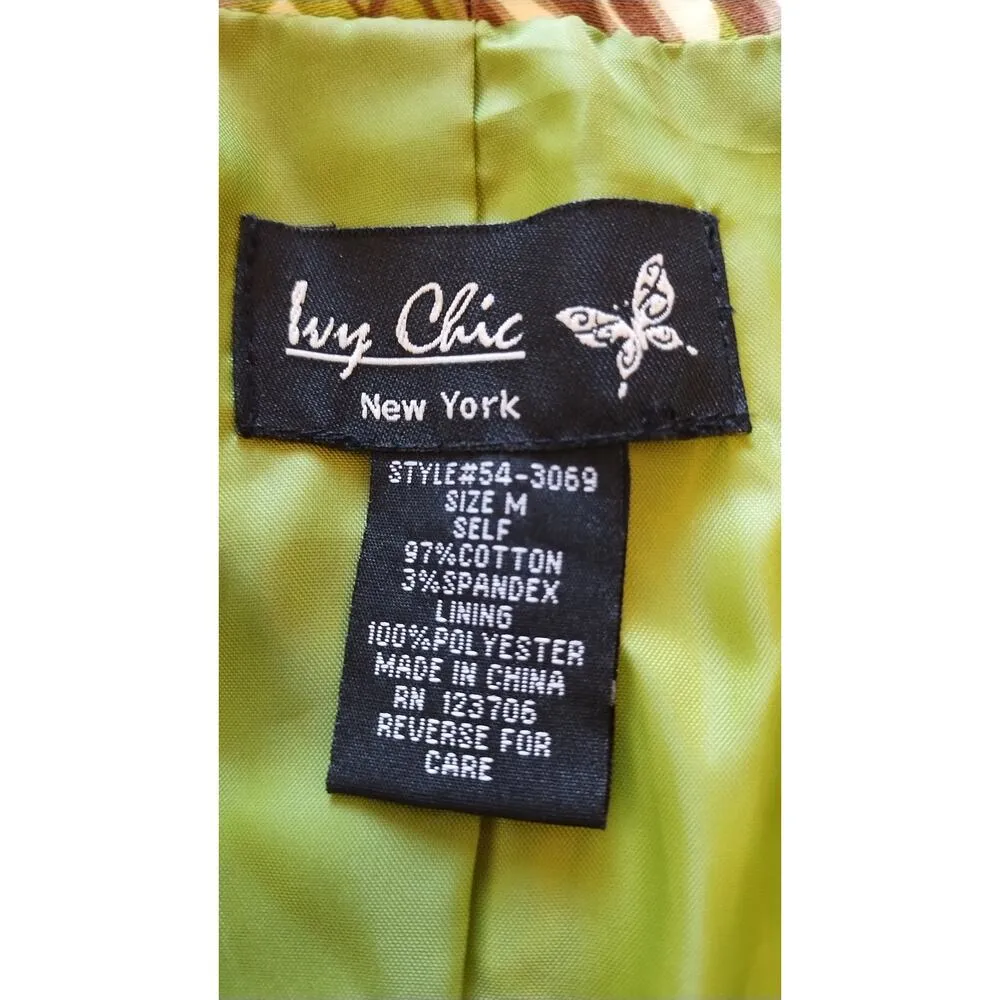 Ivy Chic
New York
STYLE#54-3069
SIZE M
SELF
97%COTTON
3%SPANDEX
LINING
100%POLYESTER
MADE IN CHINA
RN 123706
REVERSE FOR
CARE